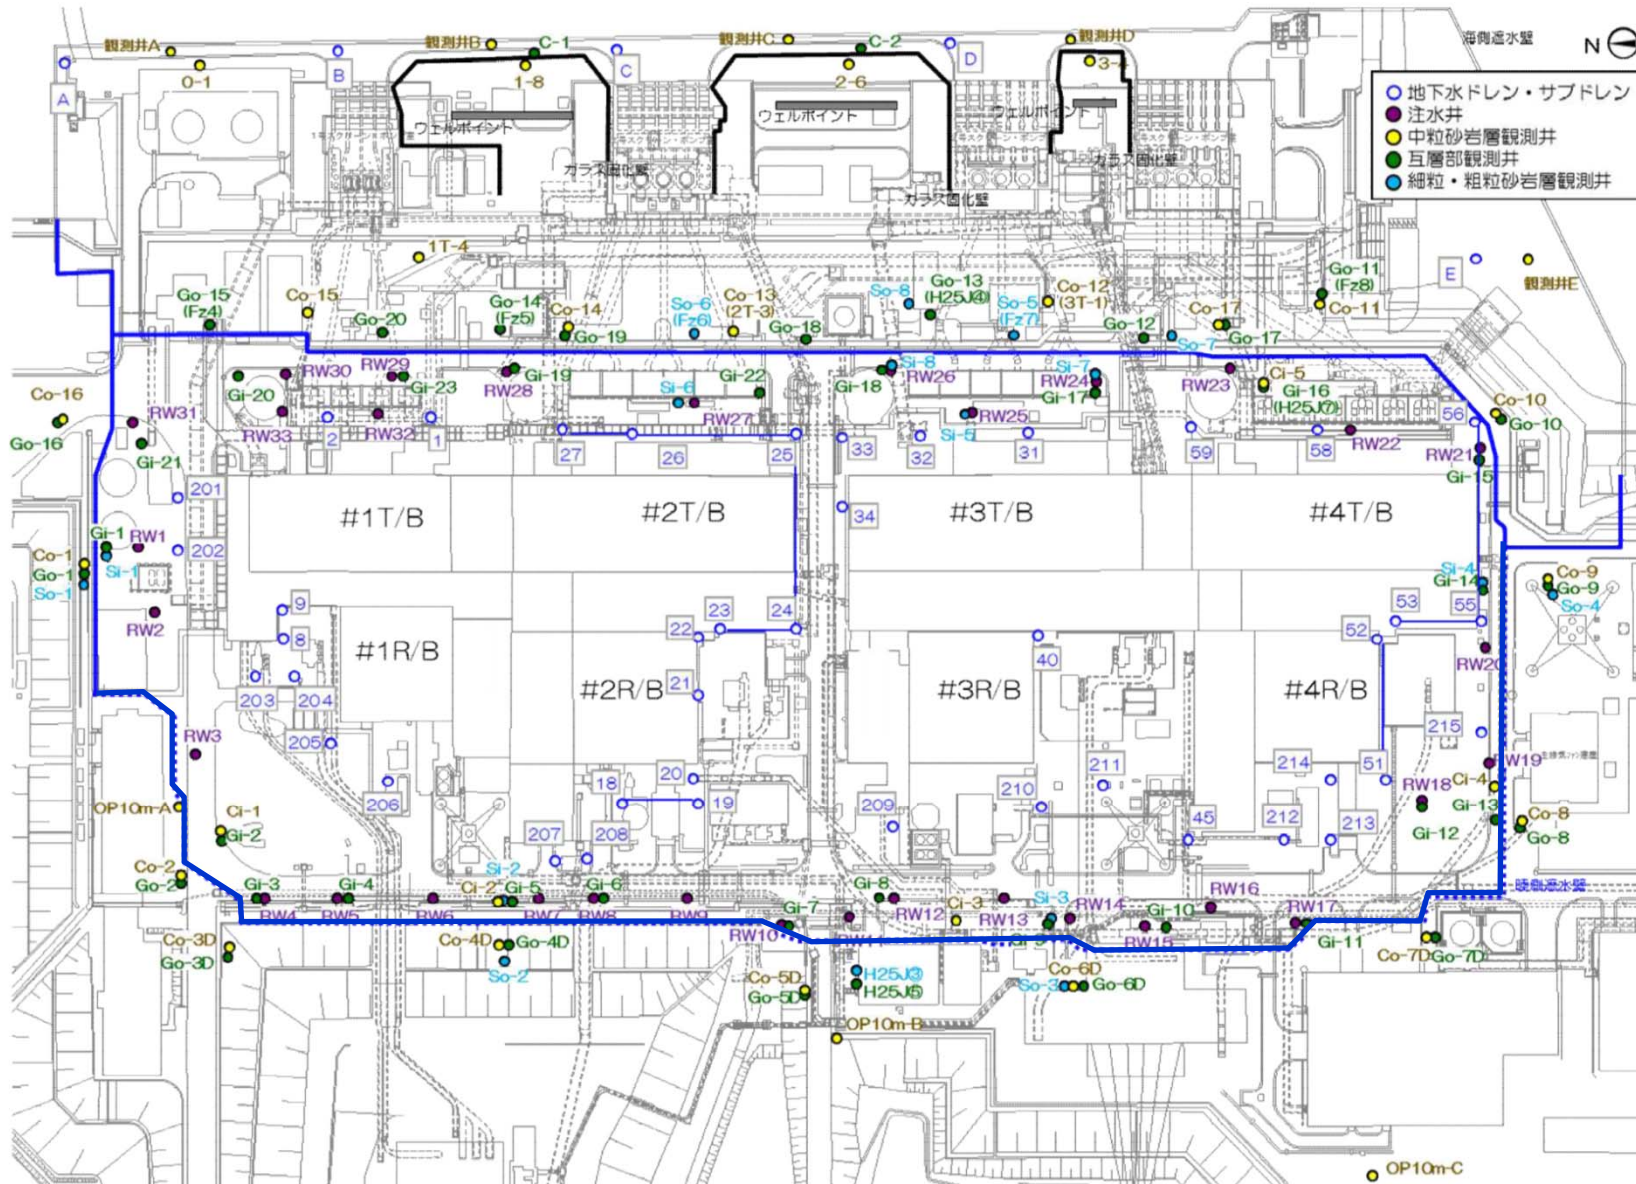 海側遮水壁
N
観測井A
観測井B
C-1
観測井C
C-2
観測井D
B
0-1
1-8
C
2-6
D
A
地下水ドレン・サブドレン
注水井
中粒砂岩層観測井
互層部観測井
細粒・粗粒砂岩層観測井
ウェルポイント
ウェルポイント
ウェルポイント
ガラス固化壁
ガラス固化壁
ガラス固化壁
1T-4
E
観測井E
Go-15
(Fz4)
Co-15
Go-20
Go-14
(Fz5)
Co-14
Go-19
So-6
(Fz6)
Co-13
(2T-3)
Go-18
So-8
Go-13
(H25J④)
So-5
(Fz7)
Co-12
(3T-1)
Go-12
So-7
Co-17
Go-17
Go-11
(Fz8)
Co-11
RW30
RW29
Gi-23
RW28
Gi-19
Si-6
RW27
Gi-22
Gi-18
Si-8
RW26
Si-7
RW24
Gi-17
RW23
Ci-5
Gi-16
(H25J⑦)
Co-16
Go-16
RW31
Gi-21
Gi-20
RW33
2
RW32
1
27
26
25
33
32
Si-5
RW25
31
59
58
RW22
56
Co-10
Go-10
RW21
Gi-15
201
202
#1T/B
#2T/B
34
#3T/B
#4T/B
Co-1
Go-1
So-1
Gi-1
RW1
Si-1
RW2
9
8
203
204
205
206
#1R/B
#2R/B
22
23
24
21
#3R/B
40
#4R/B
52
53
55
Si-4
Gi-14
RW20
Co-9
Go-9
So-4
RW3
OP10m-A
Ci-1
Gi-2
Co-2
Go-2
18
20
19
207
208
209
210
211
45
212
213
214
51
215
RW19
RW18
Ci-4
Gi-13
Gi-12
Co-8
Go-8
Gi-3
RW4
Gi-4
RW5
RW6
Si-2
Ci-2
Gi-5
RW7
Gi-6
RW8
RW9
RW10
Gi-7
Gi-8
RW12
Ci-3
RW13
Si-3
RW14
RW15
Gi-10
RW16
RW17
Gi-11
Co-3D
Go-3D
Co-4D
Go-4D
So-2
Co-5D
Go-5D
H25J③
H25J⑤
Co-6D
So-3
Go-6D
Co-7D
Go-7D
OP10m-B
OP10m-C